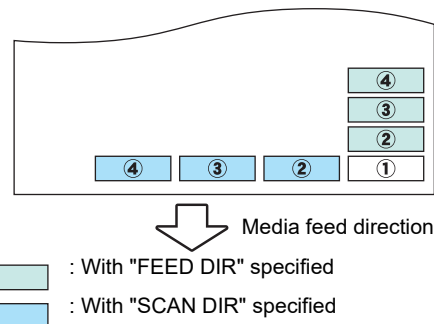 ④
③
②
④ ③ ② ①
Media feed direction
: With "FEED DIR" specified
: With "SCAN DIR" specified